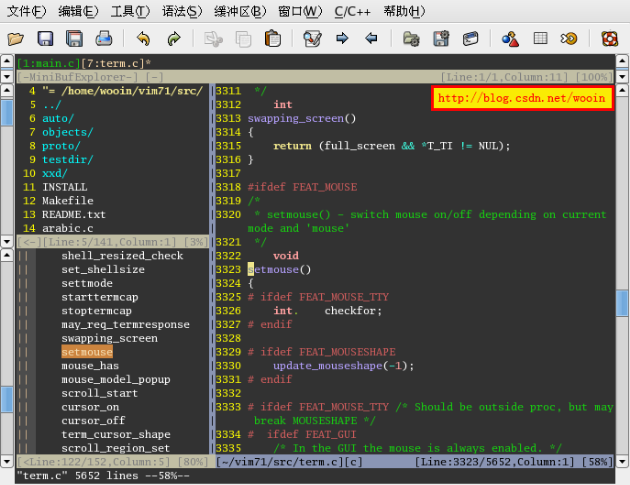 文件(F) 编辑(E) 工具(T) 语法(S) 缓冲区(B) 窗口(W) C/C++ 帮助(H)
[1:main.c][7:term.c]*
[-MiniBufExplorer-] [-] [Line:1/1,Column:11] [100%]
4 "= /home/wooin/vim71/src/
5 ../
6 auto/
7 objects/
8 proto/
9 testdir/
10 xxd/
11 INSTALL
12 Makefile
13 README.txt
14 arabic.c
[<-][Line:5/141,Column:1] [3%]
shell_resized_check
set_shellsize
settmode
starttermcap
stoptermcap
may_req_termresponse
swapping_screen
setmouse
mouse_has
mouse_model_popup
scroll_start
cursor_on
cursor_off
term_cursor_shape
scroll_region_set
[<Line:122/152,Column:5] [80%]
http://blog.csdn.net/wooin
3311 */
3312 int
3313 swapping_screen()
3314 {
3315 return (full_screen && *T_TI != NUL);
3316 }
3317
3318 #ifdef FEAT_MOUSE
3319 /*
3320 * setmouse() - switch mouse on/off depending on current
mode and 'mouse'
3321 */
3322 void
3323 setmouse()
3324 {
3325 # ifdef FEAT_MOUSE_TTY
3326 int. checkfor;
3327 # endif
3328
3329 # ifdef FEAT_MOUSESHAPE
3330 update_mouseshape(-1);
3331 # endif
3332
3333 # ifdef FEAT_MOUSE_TTY /* Should be outside proc, but may
break MOUSESHAPE */
3334 # ifdef FEAT_GUI
3335 /* In the GUI the mouse is always enabled. */
[~/vim71/src/term.c][c] [Line:3323/5652,Column:1] [58%]
"term.c" 5652 lines --58%--